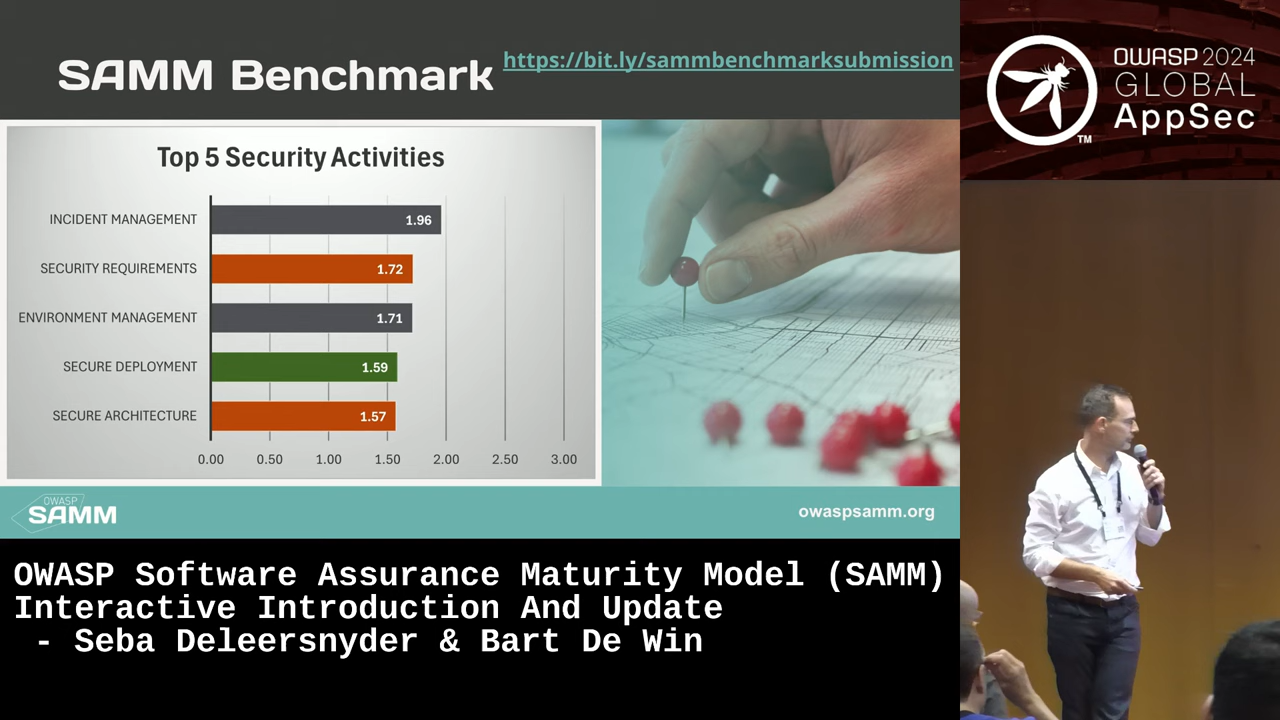 SAMM Benchmark
https://bit.ly/sammbenchmarksubmission
OWASP 2024
GLOBAL
AppSec
TM
Top 5 Security Activities
INCIDENT MANAGEMENT 1.96
SECURITY REQUIREMENTS 1.72
ENVIRONMENT MANAGEMENT 1.71
SECURE DEPLOYMENT 1.59
SECURE ARCHITECTURE 1.57
0.00 0.50 1.00 1.50 2.00 2.50 3.00
OWASP
SAMM
owaspsamm.org
OWASP Software Assurance Maturity Model (SAMM)
Interactive Introduction And Update
- Seba Deleersnyder & Bart De Win